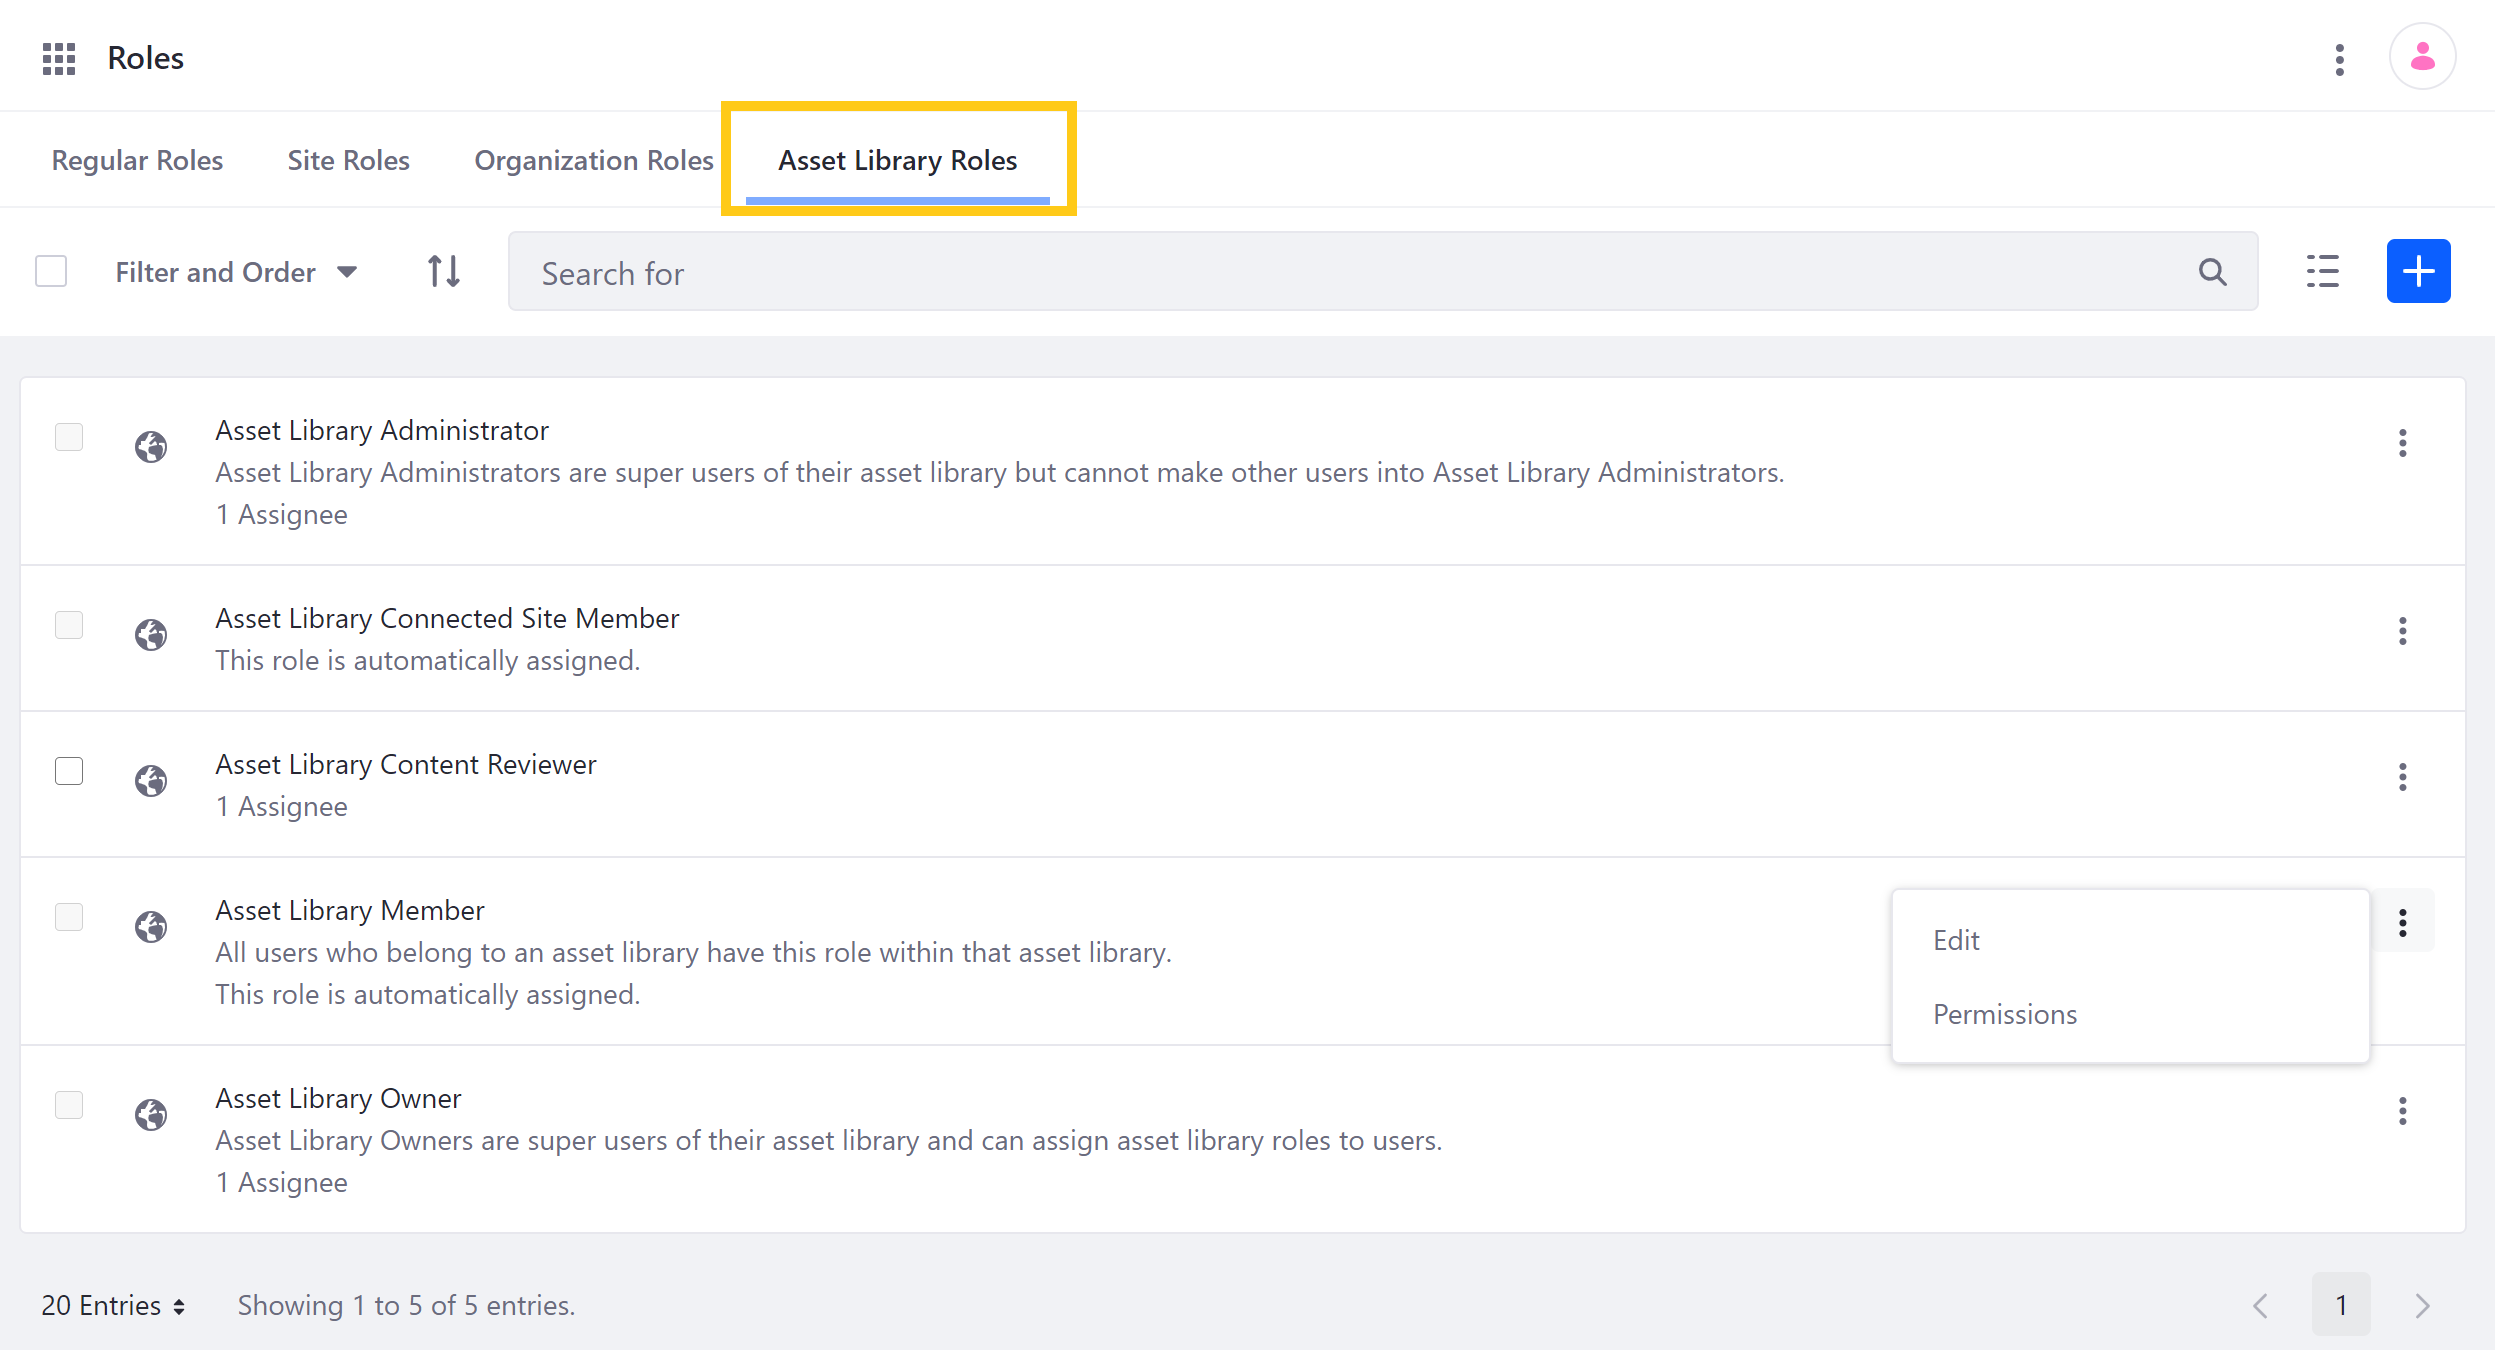 Roles
Regular Roles
Site Roles
Organization Roles
Asset Library Roles
Filter and Order
Search for
Asset Library Administrator
Asset Library Administrators are super users of their asset library but cannot make other users into Asset Library Administrators.
1 Assignee
Asset Library Connected Site Member
This role is automatically assigned.
Asset Library Content Reviewer
1 Assignee
Asset Library Member
All users who belong to an asset library have this role within that asset library.
This role is automatically assigned.
Edit
Permissions
Asset Library Owner
Asset Library Owners are super users of their asset library and can assign asset library roles to users.
1 Assignee
20 Entries
Showing 1 to 5 of 5 entries.
1